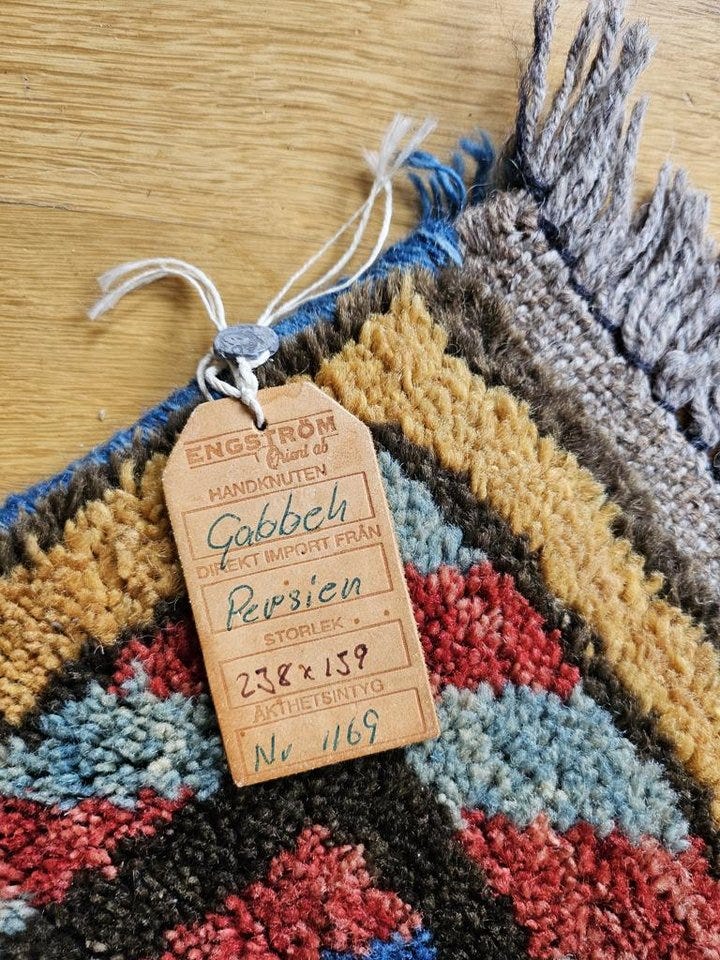 ENGSTRÖM
Orient ab
HANDKNUTEN
Gabbeh
DIREKT IMPORT FRÅN
Persien
STORLEK
238 x 159
ÄKTHETSINTYG
Nr 1169